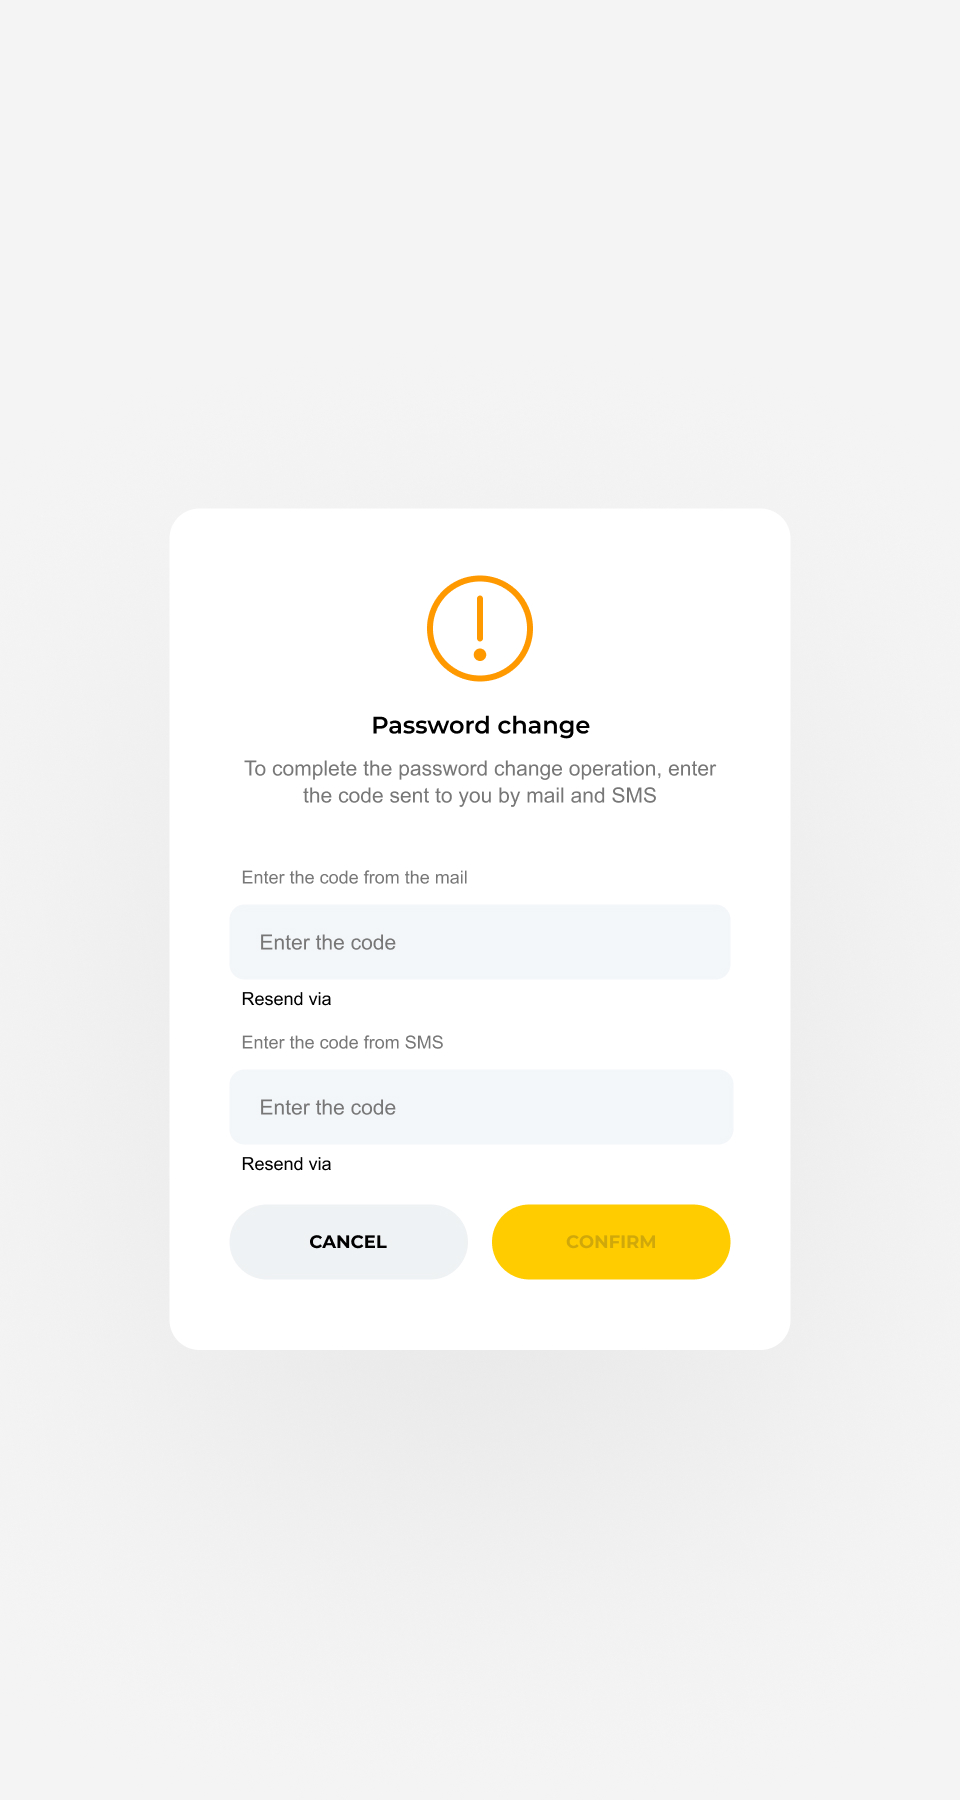 Password change
To complete the password change operation, enter
the code sent to you by mail and SMS
Enter the code from the mail
Enter the code
Resend via
Enter the code from SMS
Enter the code
Resend via
CANCEL
CONFIRM